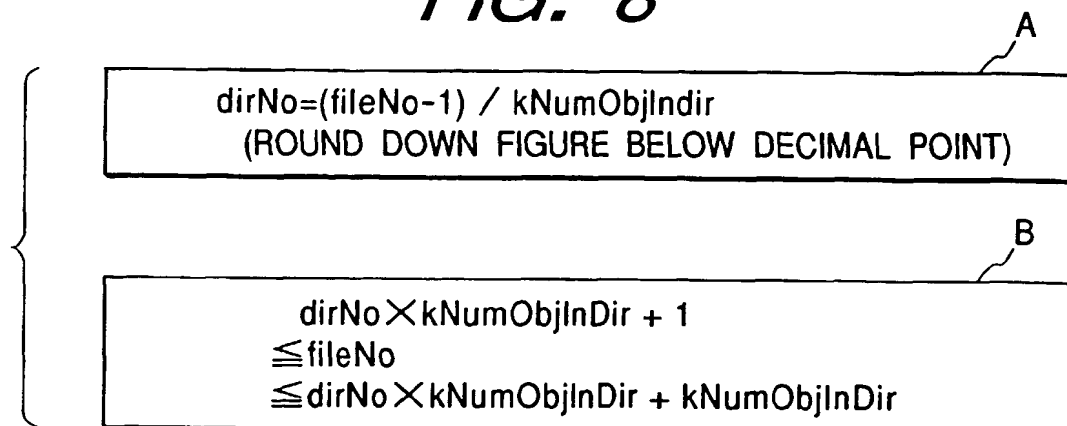 FIG. 8
A
dirNo=(fileNo-1) / kNumObjIndir
(ROUND DOWN FIGURE BELOW DECIMAL POINT)
B
dirNo×kNumObjInDir + 1
≦fileNo
≦dirNo×kNumObjInDir + kNumObjInDir